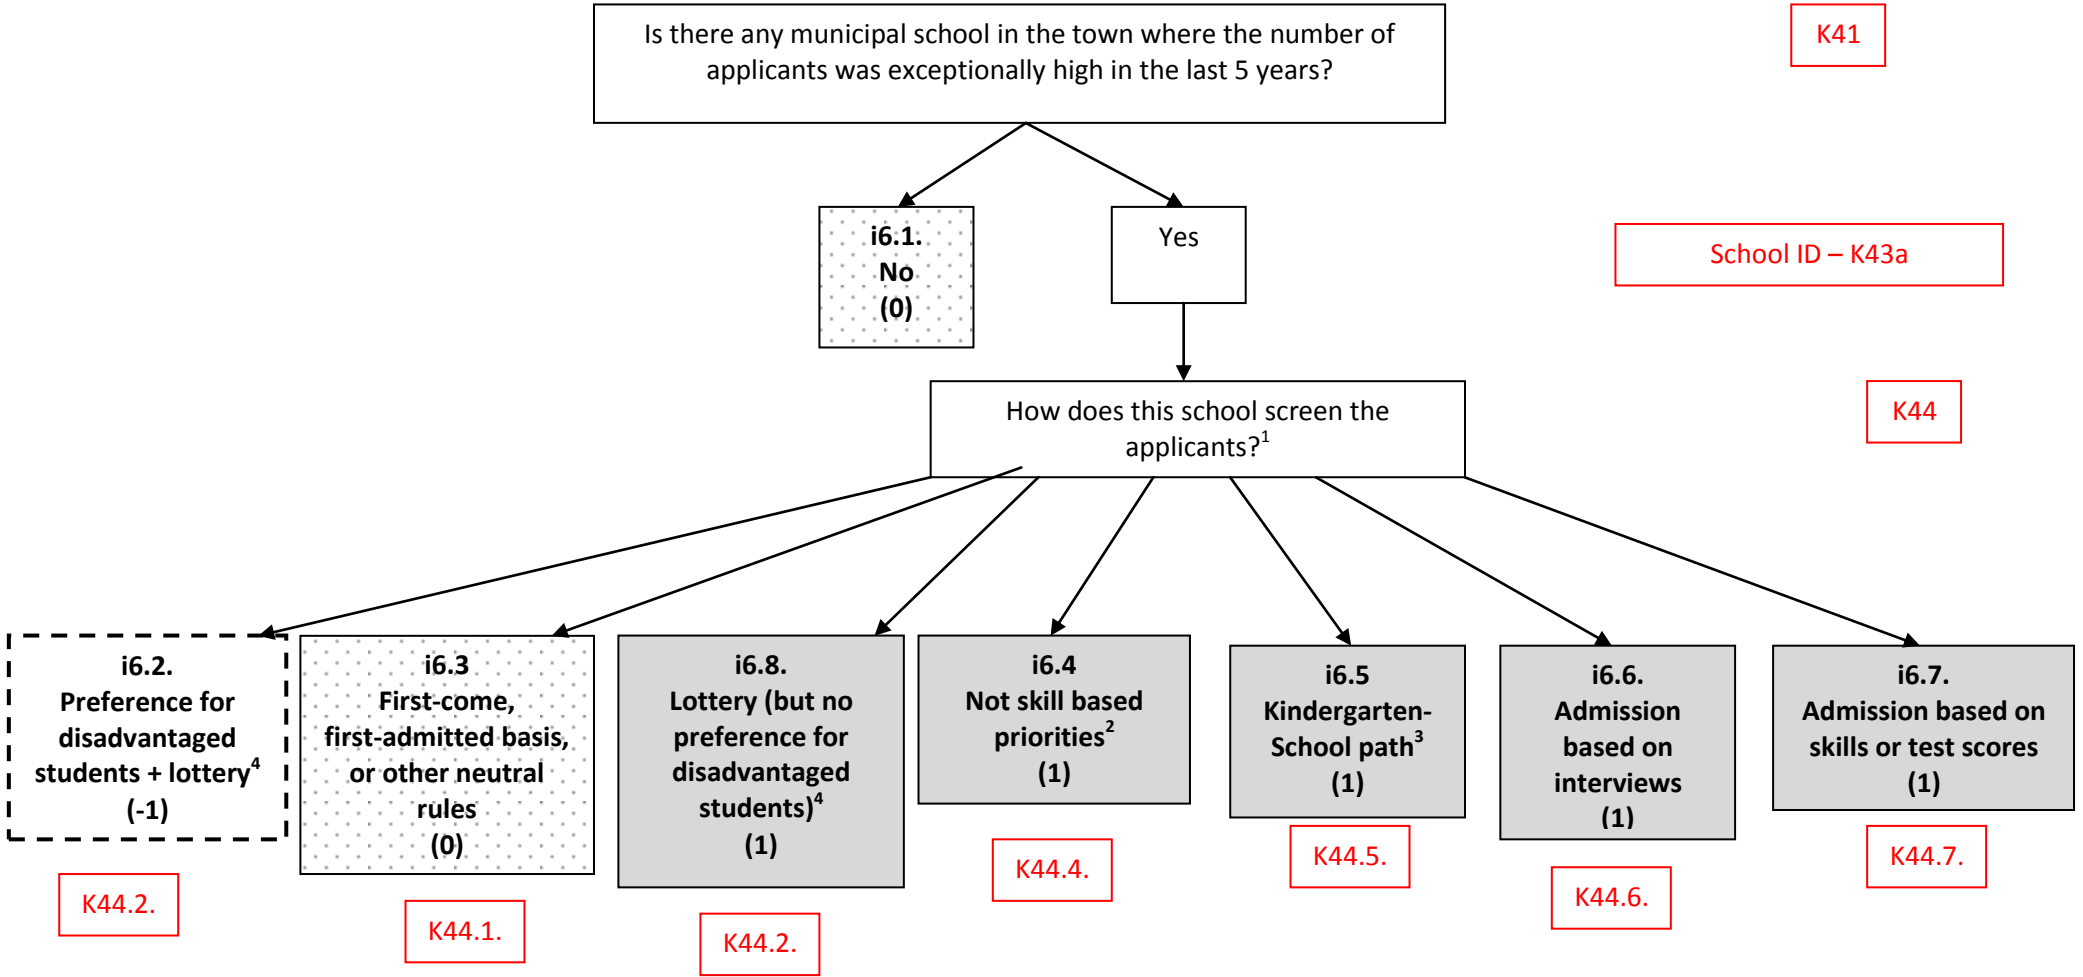 Is there any municipal school in the town where the number of
applicants was exceptionally high in the last 5 years?
K41
i6.1.
No
(0)
Yes
School ID – K43a
How does this school screen the
applicants?¹
K44
i6.2.
Preference for
disadvantaged
students + lottery⁴
(-1)
K44.2.
i6.3
First-come,
first-admitted basis,
or other neutral
rules
(0)
K44.1.
i6.8.
Lottery (but no
preference for
disadvantaged
students)⁴
(1)
K44.2.
i6.4
Not skill based
priorities²
(1)
K44.4.
i6.5
Kindergarten-
School path³
(1)
K44.5.
i6.6.
Admission
based on
interviews
(1)
K44.6.
i6.7.
Admission based on
skills or test scores
(1)
K44.7.